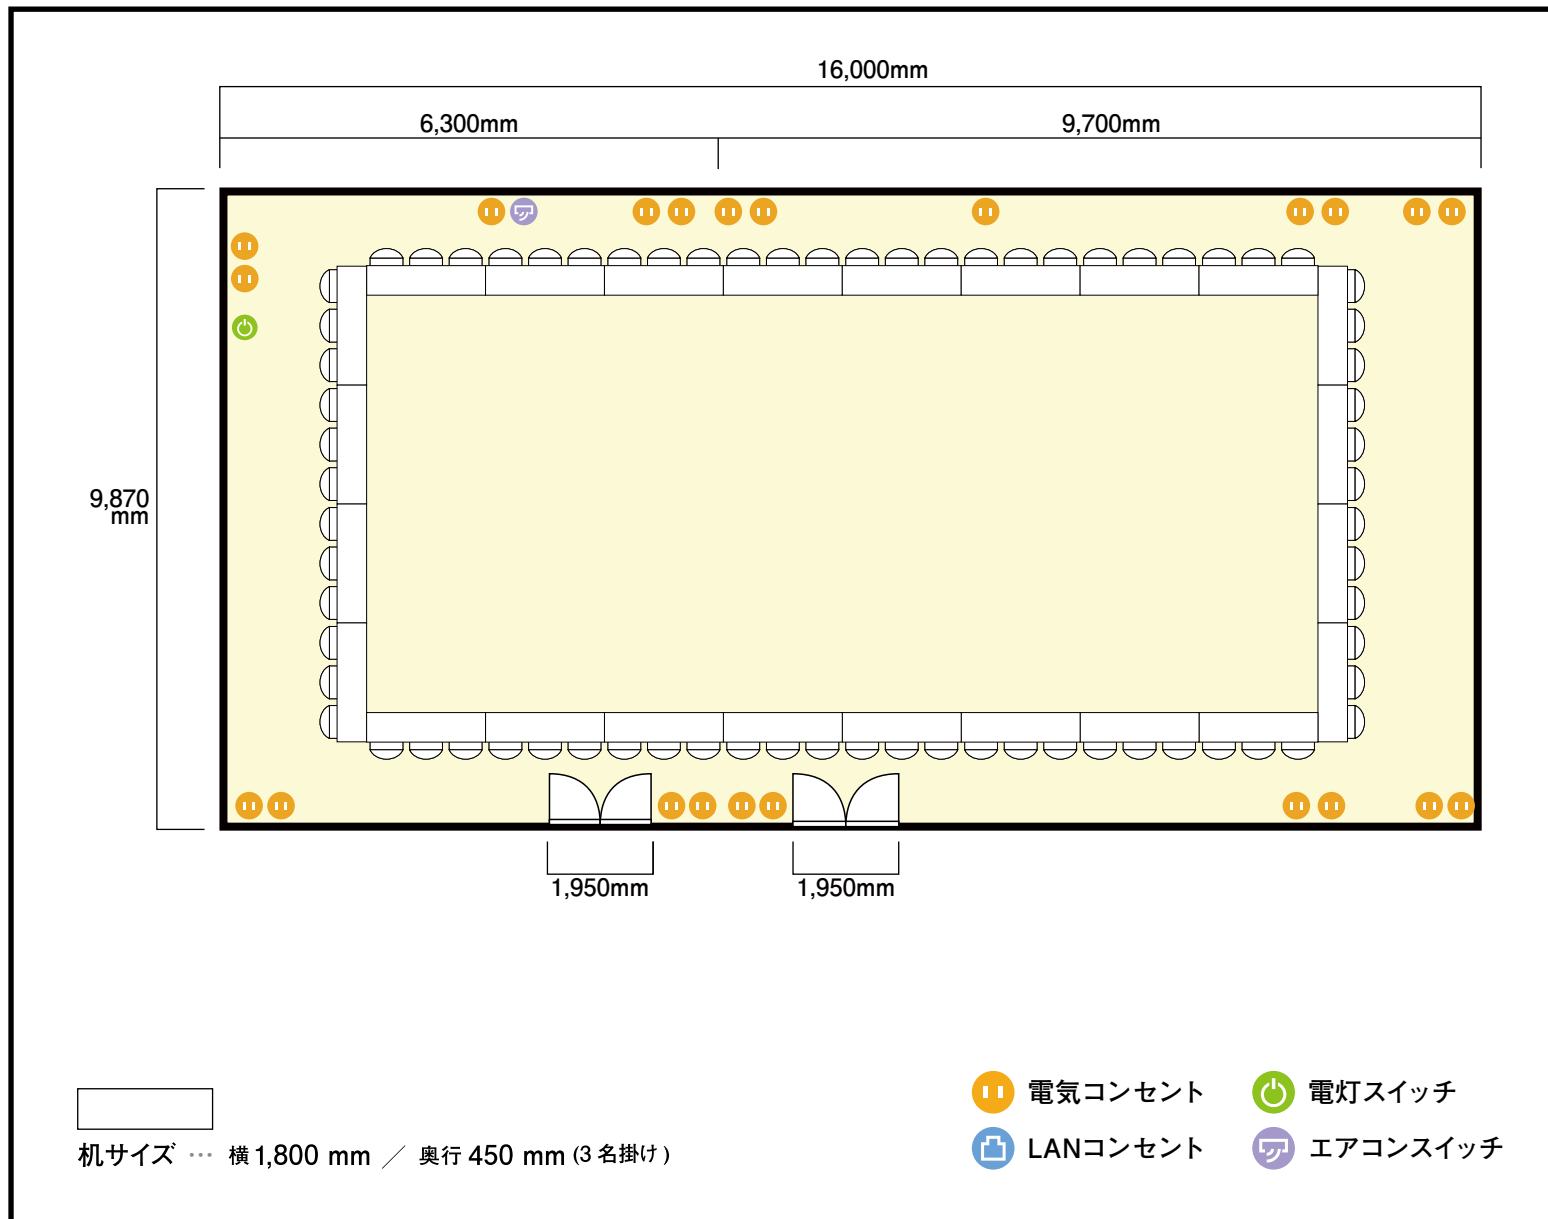 16,000mm
6,300mm
9,700mm
9,870
mm
1,950mm
1,950mm
電気コンセント
電灯スイッチ
LANコンセント
エアコンスイッチ
机サイズ … 横 1,800 mm ／ 奥行 450 mm (3 名掛け)